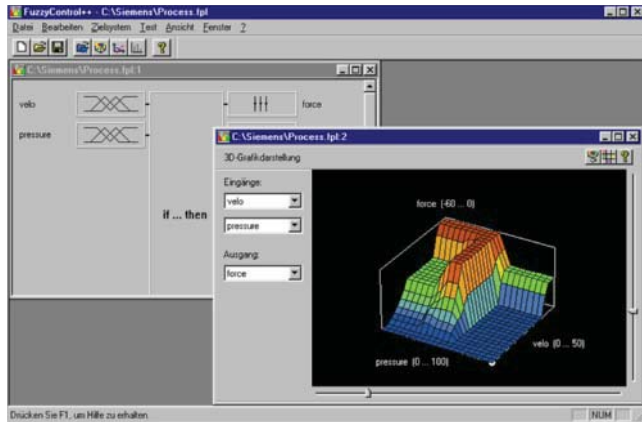 FuzzyControl++ - C:\Siemens\Process.fpl
Datei Bearbeiten Zielsystem Test Ansicht Fenster ?
C:\Siemens\Process.fpl:1
velo
force
pressure
if ... then
C:\Siemens\Process.fpl:2
3D-Grafikdarstellung
Eingänge:
velo
pressure
Ausgang:
force
force (-60 ... 0)
velo (0 ... 50)
pressure (0 ... 100)
Drücken Sie F1, um Hilfe zu erhalten.
NUM